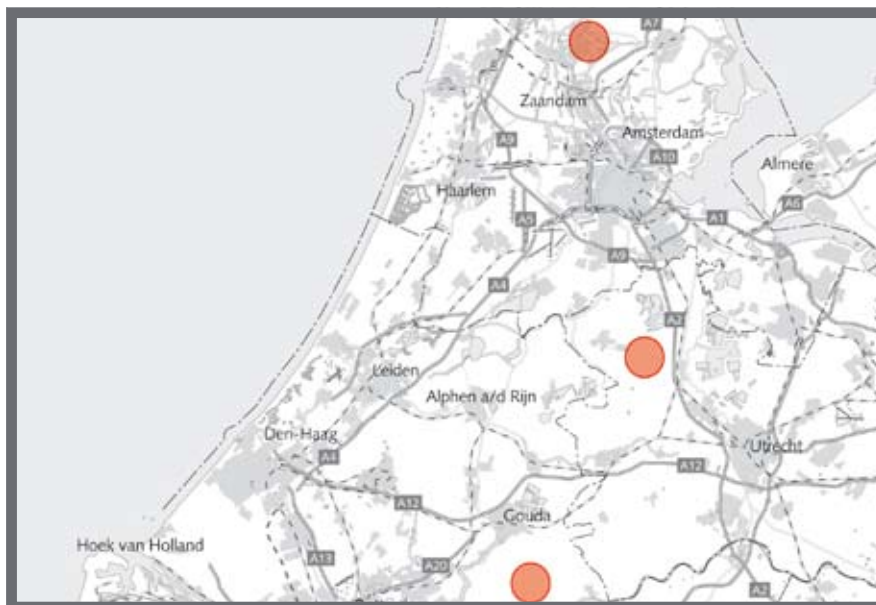 A7
Zaandam
Amsterdam
A9
A10
Almere
Haarlem
A6
A5
A1
A9
A4
A2
Leiden
Alphen a/d Rijn
Den-Haag
Utrecht
A4
A12
A12
Gouda
Hoek van Holland
A13
A20
A2